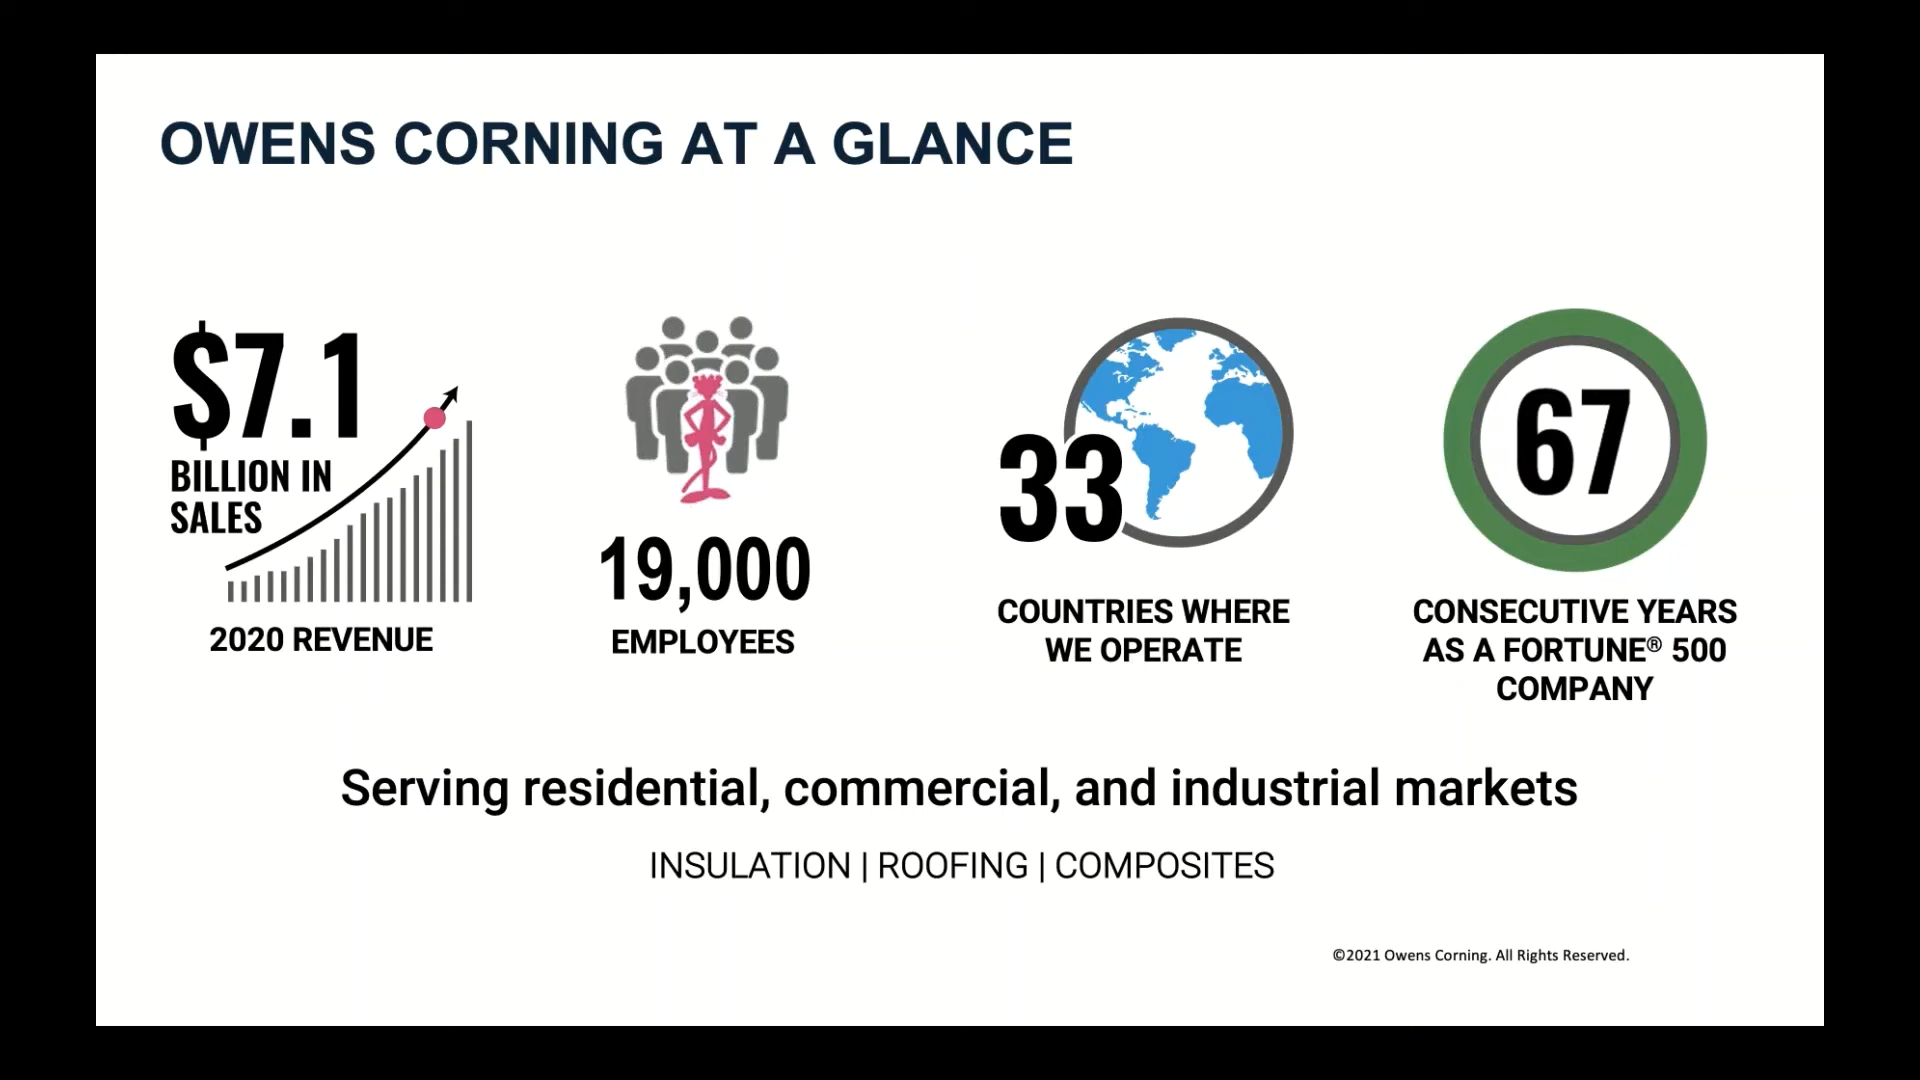 OWENS CORNING AT A GLANCE
$7.1
BILLION IN
SALES
2020 REVENUE
19,000
EMPLOYEES
33
COUNTRIES WHERE
WE OPERATE
67
CONSECUTIVE YEARS
AS A FORTUNE® 500
COMPANY
Serving residential, commercial, and industrial markets
INSULATION | ROOFING | COMPOSITES
©2021 Owens Corning. All Rights Reserved.